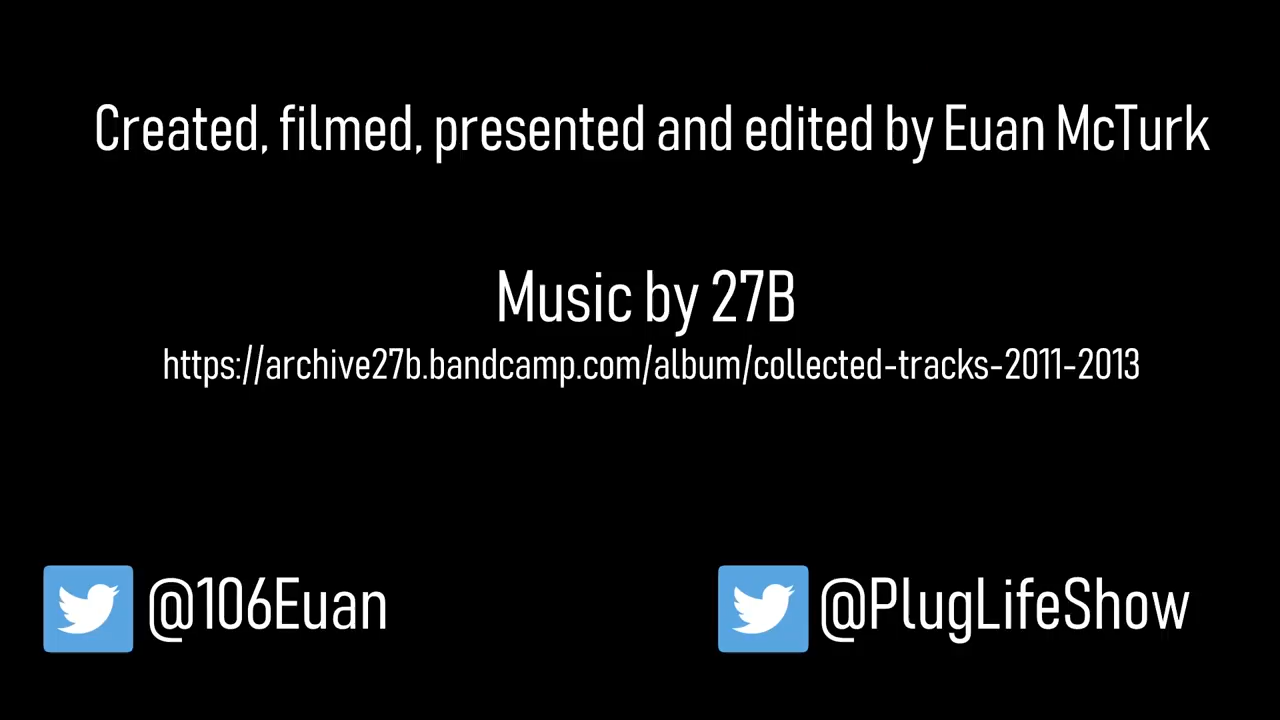 Created, filmed, presented and edited by Euan McTurk
Music by 27B
https://archive27b.bandcamp.com/album/collected-tracks-2011-2013
@106Euan
@PlugLifeShow